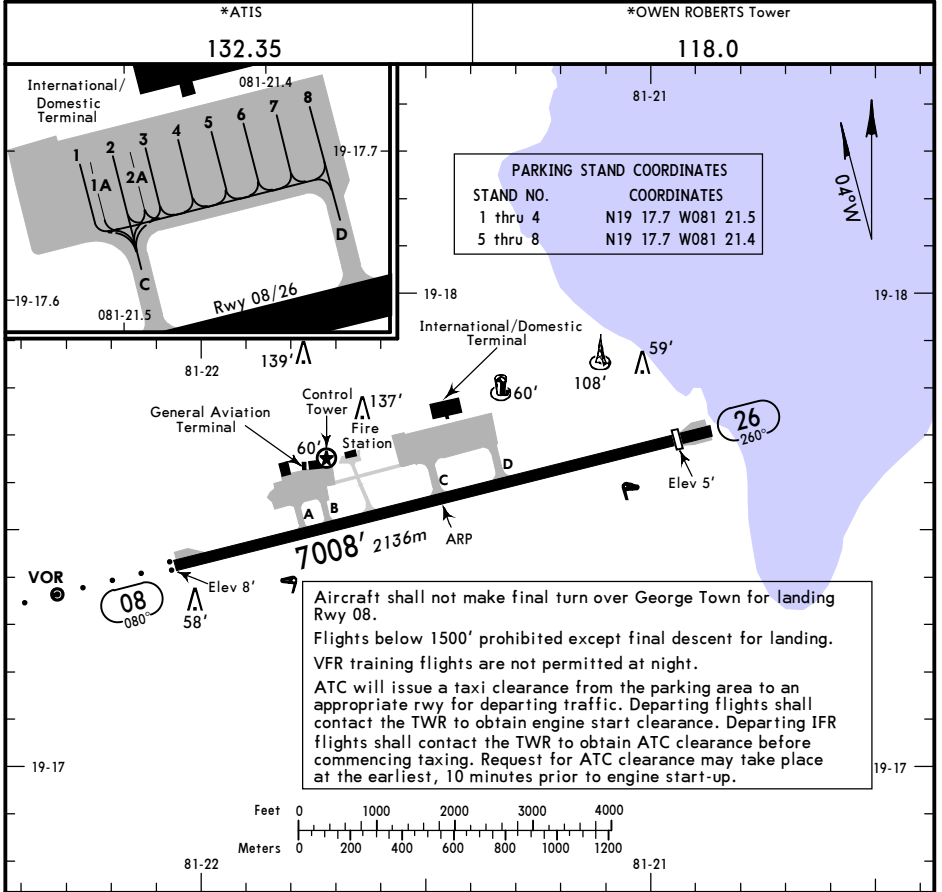 *ATIS
132.35
*OWEN ROBERTS Tower
118.0
International/
Domestic
Terminal
081-21.4
1
2
3
4
5
6
7
8
1A
2A
19-17.7
D
C
19-17.6
081-21.5
Rwy 08/26
81-21
04°W
PARKING STAND COORDINATES
STAND NO. COORDINATES
1 thru 4 N19 17.7 W081 21.5
5 thru 8 N19 17.7 W081 21.4
19-18
19-18
International/Domestic
Terminal
139'
81-22
59'
108'
60'
Control
Tower
137'
General Aviation
Terminal
Fire
Station
60'
26
260°
Elev 5'
A
B
C
D
7008' 2136m
ARP
VOR
08
080°
Elev 8'
58'
Aircraft shall not make final turn over George Town for landing
Rwy 08.
Flights below 1500' prohibited except final descent for landing.
VFR training flights are not permitted at night.
ATC will issue a taxi clearance from the parking area to an
appropriate rwy for departing traffic. Departing flights shall
contact the TWR to obtain engine start clearance. Departing IFR
flights shall contact the TWR to obtain ATC clearance before
commencing taxing. Request for ATC clearance may take place
at the earliest, 10 minutes prior to engine start-up.
19-17
19-17
Feet 0 1000 2000 3000 4000
Meters 0 200 400 600 800 1000 1200
81-22
81-21